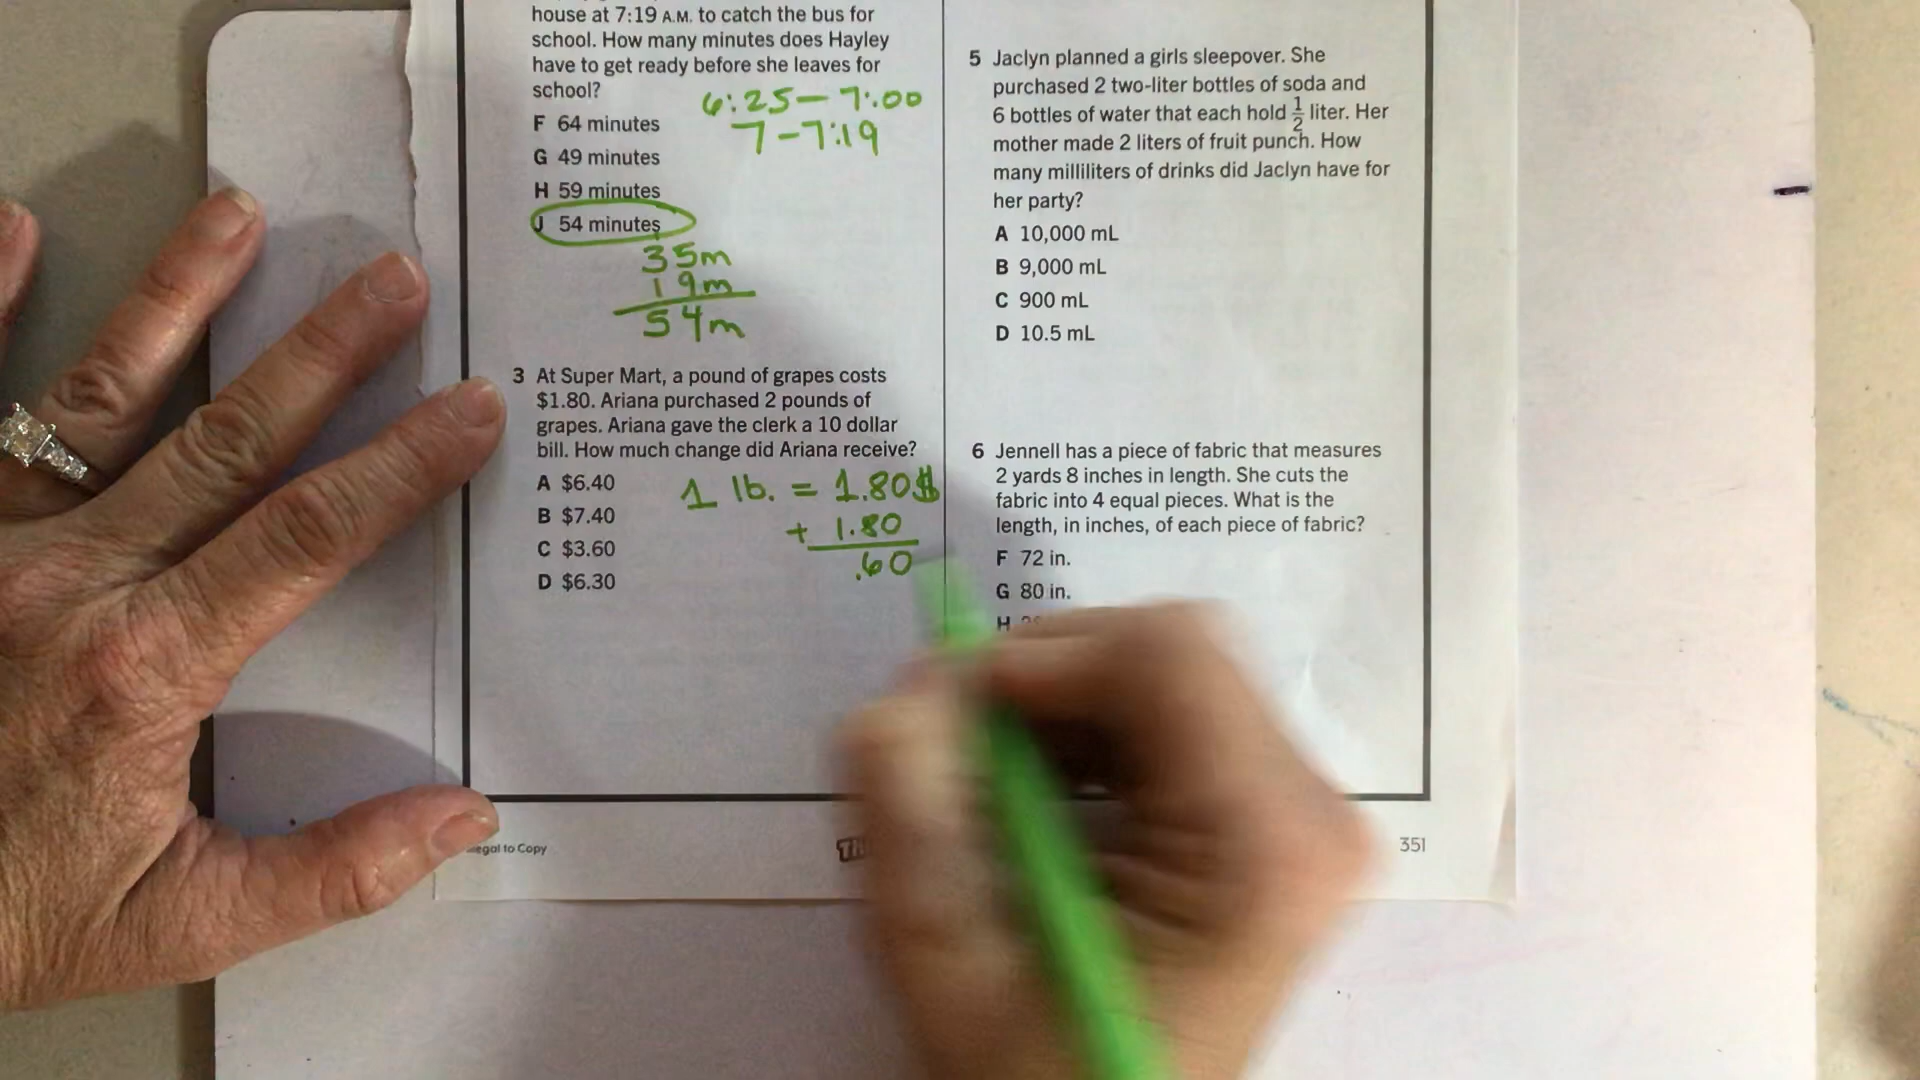 house at 7:19 A.M. to catch the bus for
school. How many minutes does Hayley
have to get ready before she leaves for
school?
6:25 – 7:00
7 – 7:19
F 64 minutes
G 49 minutes
H 59 minutes
J 54 minutes
35m
19m
54m
3 At Super Mart, a pound of grapes costs
$1.80. Ariana purchased 2 pounds of
grapes. Ariana gave the clerk a 10 dollar
bill. How much change did Ariana receive?
A $6.40
B $7.40
C $3.60
D $6.30
1 lb. = 1.80$
+ 1.80
.60
5 Jaclyn planned a girls sleepover. She
purchased 2 two-liter bottles of soda and
6 bottles of water that each hold 1/2 liter. Her
mother made 2 liters of fruit punch. How
many milliliters of drinks did Jaclyn have for
her party?
A 10,000 mL
B 9,000 mL
C 900 mL
D 10.5 mL
6 Jennell has a piece of fabric that measures
2 yards 8 inches in length. She cuts the
fabric into 4 equal pieces. What is the
length, in inches, of each piece of fabric?
F 72 in.
G 80 in.
H
to Copy
351